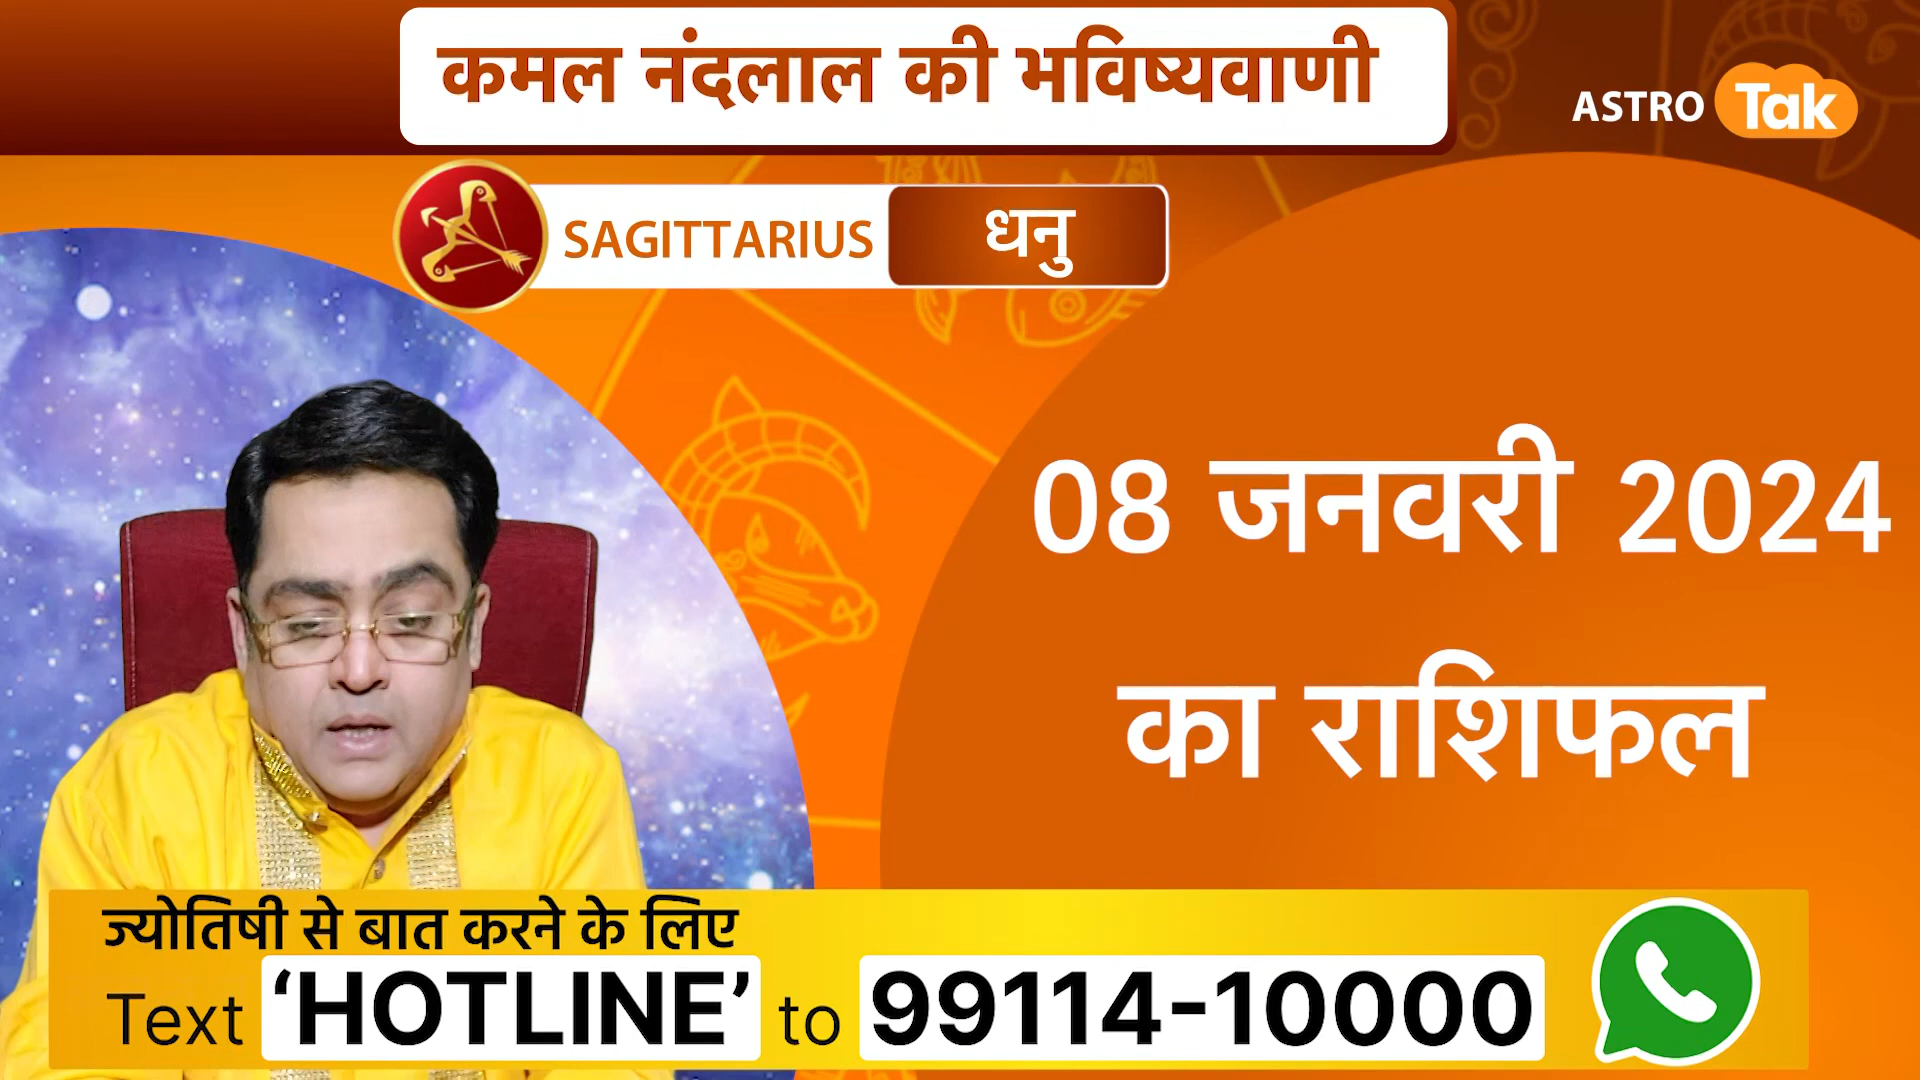 कमल नंदलाल की भविष्यवाणी
ASTRO Tak
SAGITTARIUS धनु
08 जनवरी 2024
का राशिफल
ज्योतिषी से बात करने के लिए
Text ‘HOTLINE’ to 99114-10000